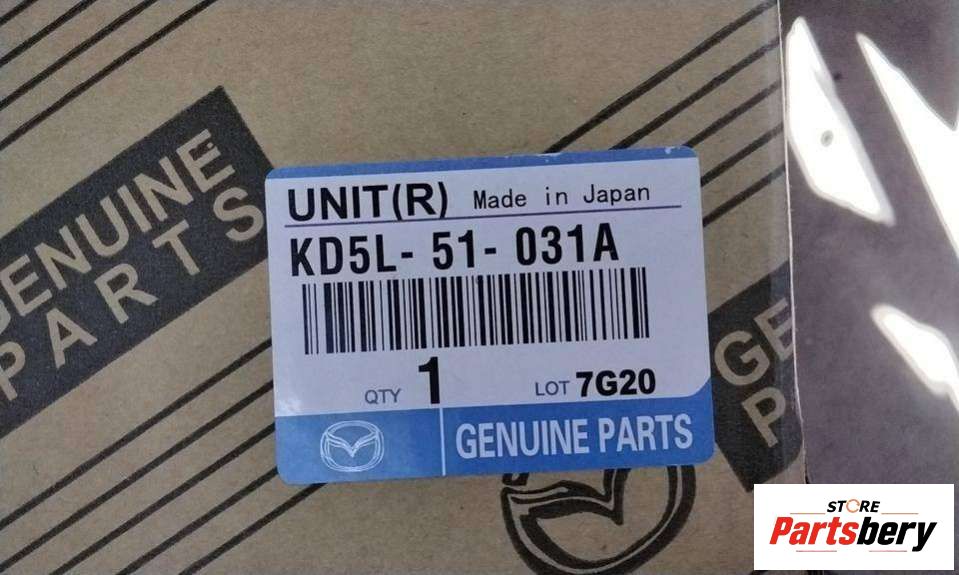 GENUINE
PARTS
UNIT(R) Made in Japan
KD5L- 51- 031A
QTY 1 LOT 7G20
GENUINE PARTS
GE
P
STORE
Partsbery